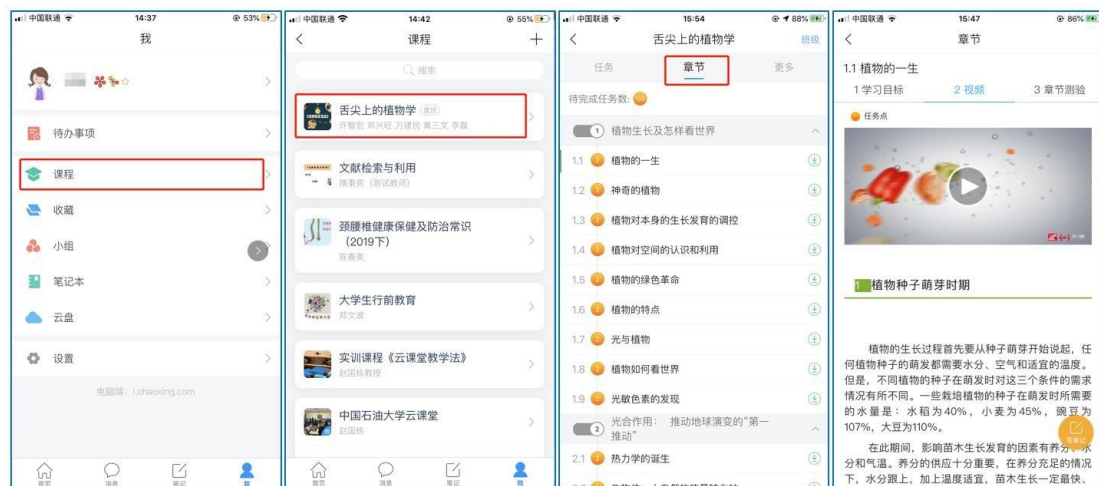 中国联通
14:37
53%
我
待办事项
课程
收藏
小组
笔记本
云盘
设置
电脑端：i.chaoxing.com
首页
消息
笔记
我
中国联通
14:42
55%
课程
搜索
舌尖上的植物学
许智宏 邓兴旺 万建民 黄三文 李磊
文献检索与利用
隋秉宪（测试教师）
颈腰椎健康保健及防治常识
（2019下）
陈春美
大学生行前教育
郑文波
实训课程《云课堂教学法》
赵国栋教授
中国石油大学云课堂
赵国栋
首页
消息
笔记
我
中国联通
15:54
88%
舌尖上的植物学
班级
任务
章节
更多
待完成任务数:
1 植物生长及怎样看世界
1.1 植物的一生
1.2 神奇的植物
1.3 植物对本身的生长发育的调控
1.4 植物对空间的认识和利用
1.5 植物的绿色革命
1.6 植物的特点
1.7 光与植物
1.8 植物如何看世界
1.9 光敏色素的发现
2 光合作用： 推动地球演变的“第一
推动”
2.1 热力学的诞生
中国联通
15:47
86%
章节
1.1 植物的一生
1 学习目标
2 视频
3 章节测验
任务点
1 植物种子萌芽时期
植物的生长过程首先要从种子萌芽开始说起，任
何植物种子的萌发都需要水分、空气和适宜的温度。
但是，不同植物的种子在萌发时对这三个条件的需求
情况有所不同。一些栽培植物的种子在萌发时所需要
的水量是：水稻为40%，小麦为45%，豌豆为
107%，大豆为110%。
写笔记
在此期间，影响苗木生长发育的因素有养分、水
分和气温。养分的供应十分重要，在养分充足的情况
下，水分跟上，加上温度适宜，苗木生长一定最快、